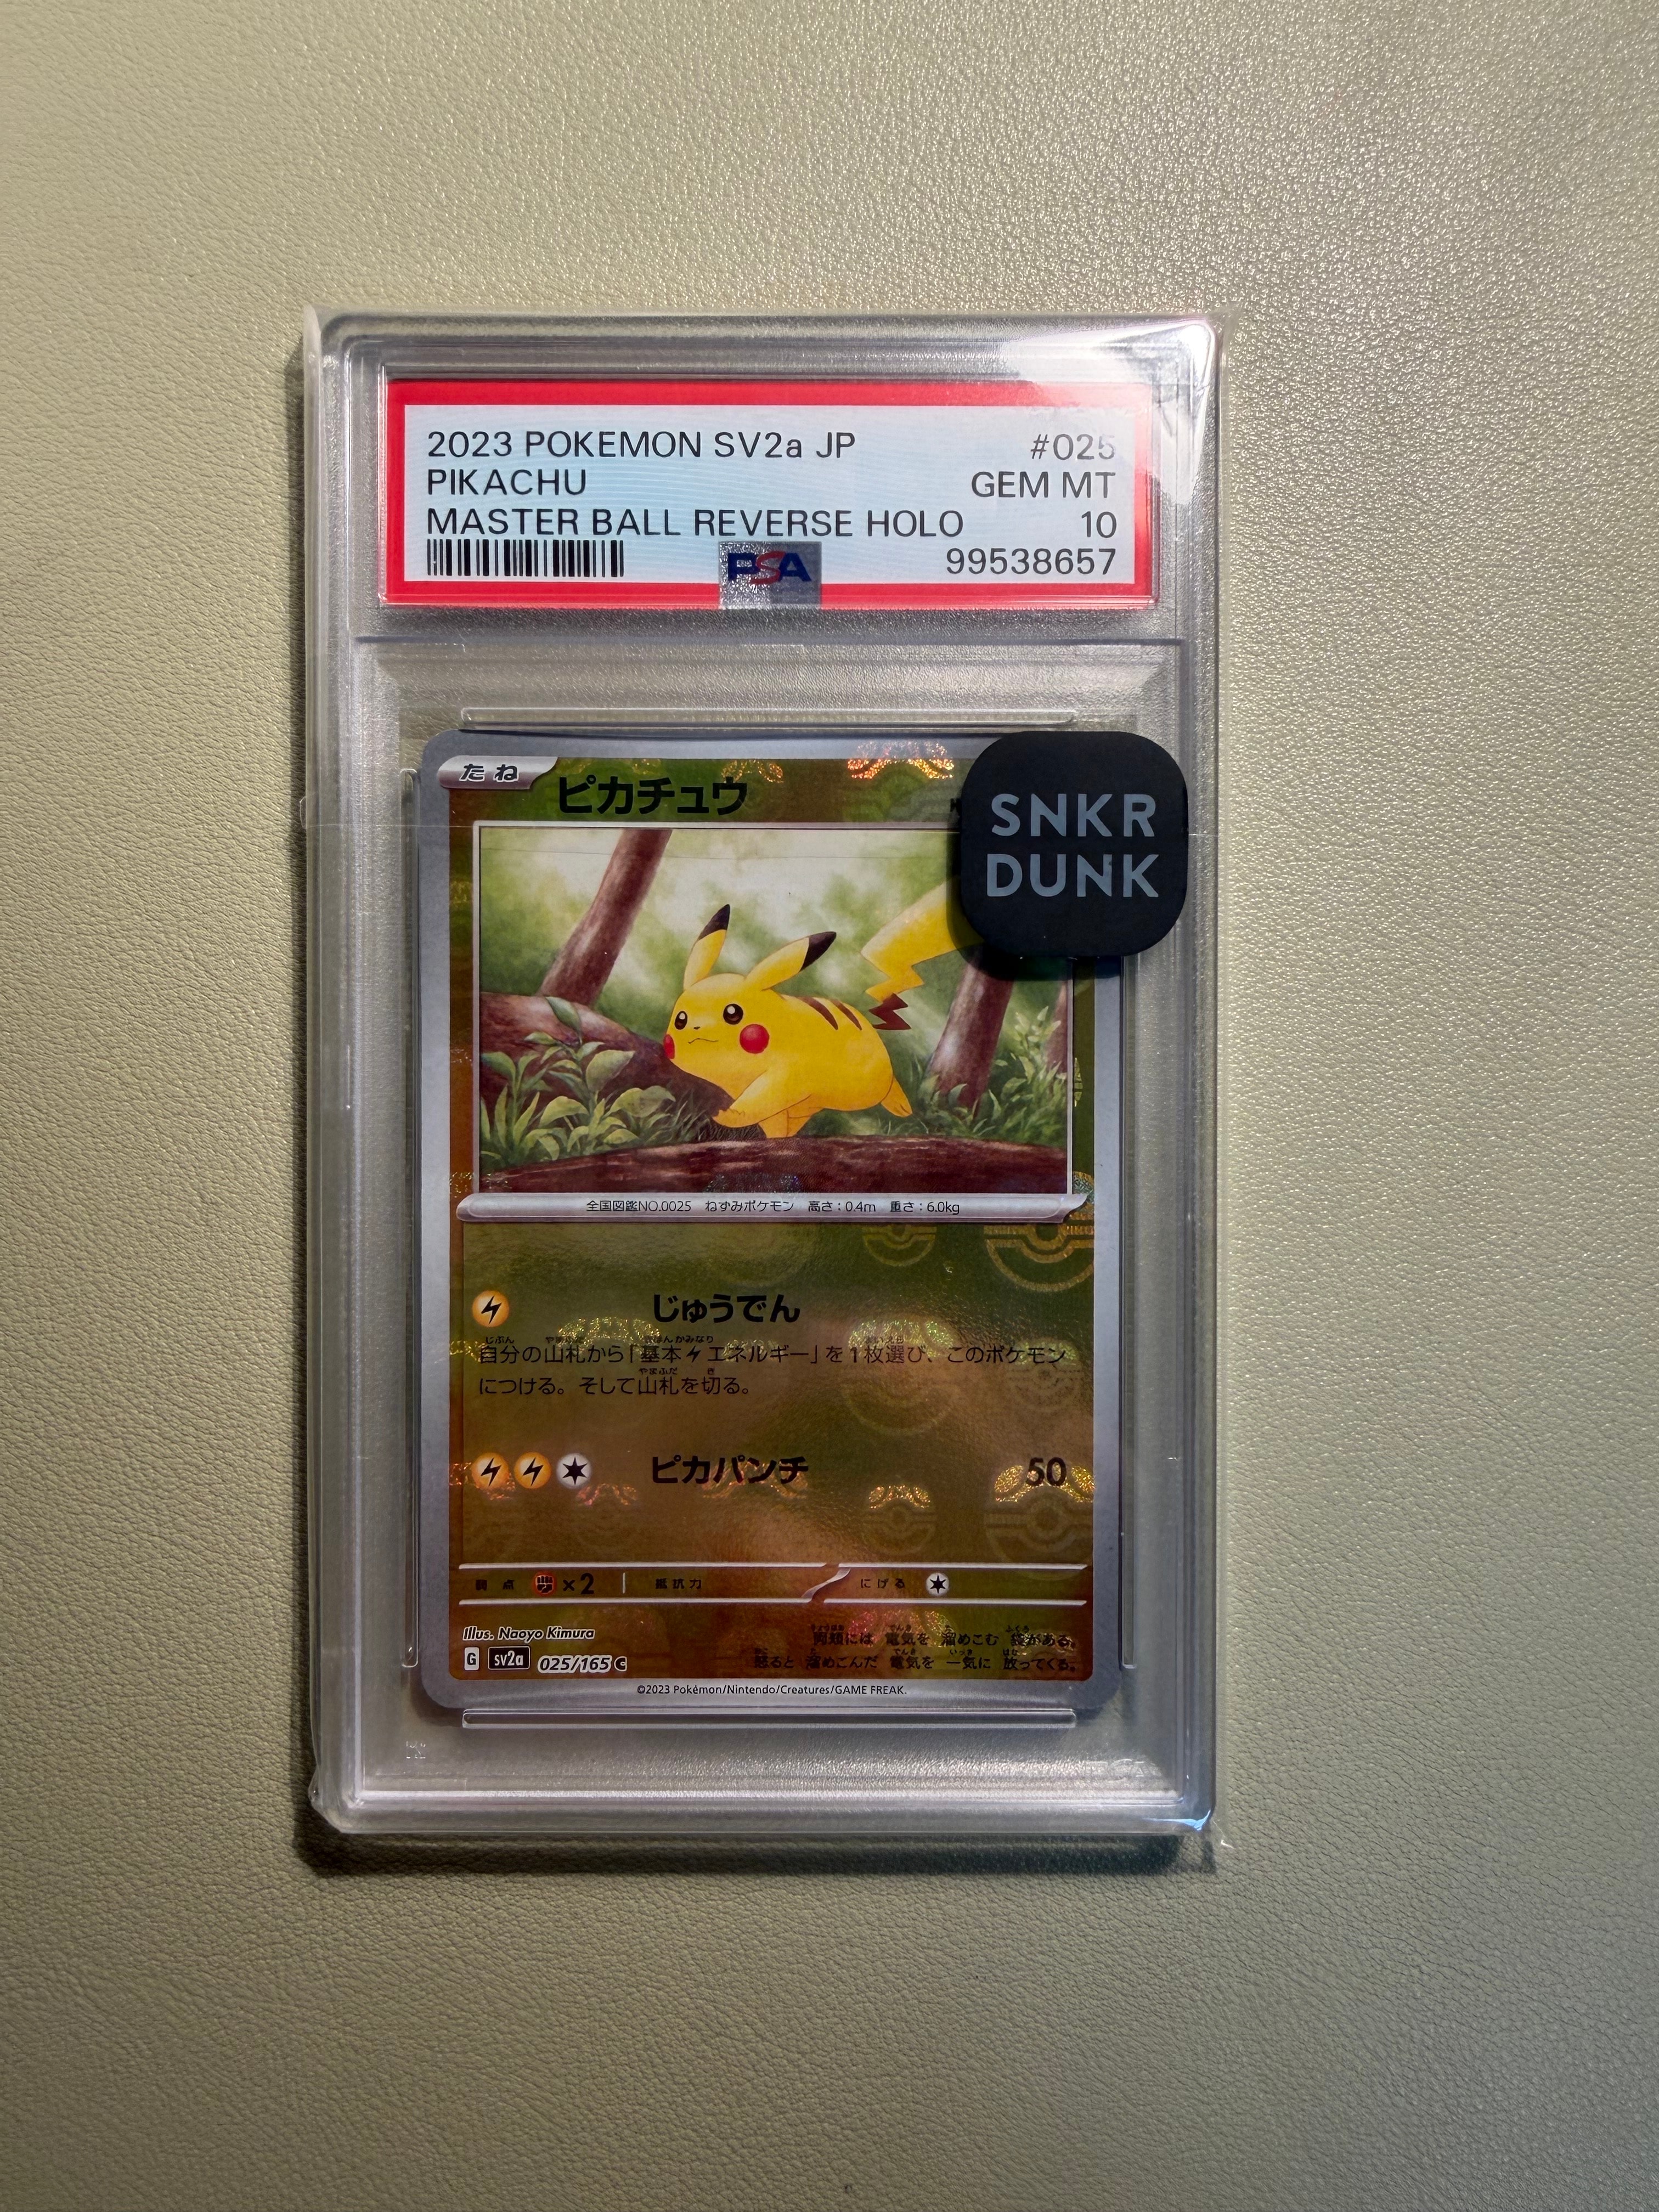 2023 POKEMON SV2a JP #025
PIKACHU GEM MT
MASTER BALL REVERSE HOLO 10
PSA 99538657
たね ピカチュウ
SNKR
DUNK
全国図鑑NO.0025 ねずみポケモン 高さ：0.4m 重さ：6.0kg
じゅうでん
自分の山札から「基本エネルギー」を1枚選び、このポケモン
につける。そして山札を切る。
ピカパンチ 50
弱点 ×2 抵抗力 にげる
Illus. Naoyo Kimura
頬には 電気を 溜めこむ 袋がある。
G sv2a 025/165 C
怒ると 溜めこんだ 電気を 一気に 放ってくる。
©2023 Pokémon/Nintendo/Creatures/GAME FREAK.